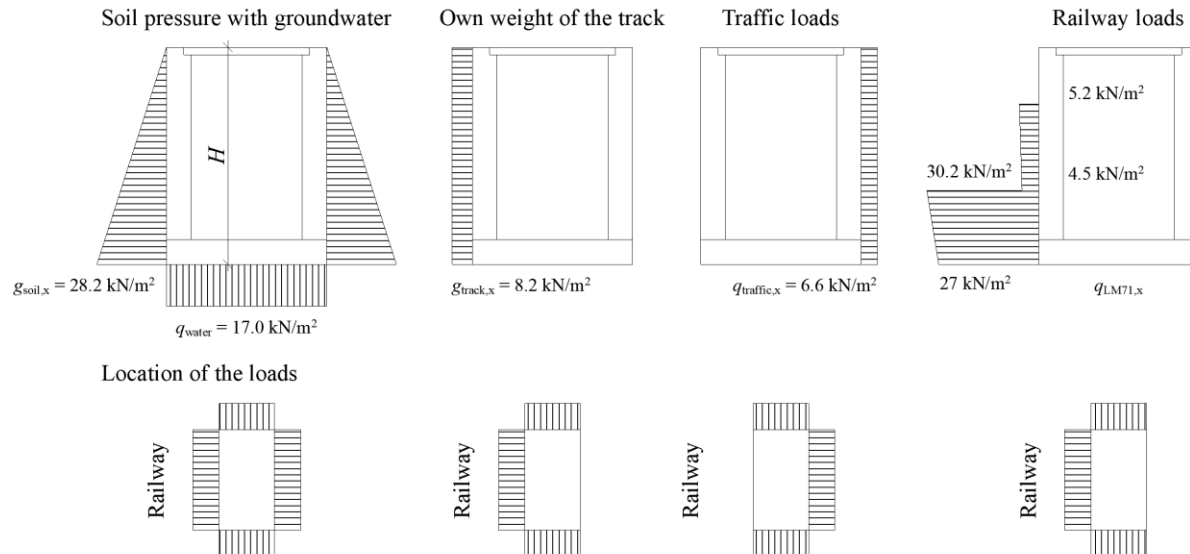 Soil pressure with groundwater
Own weight of the track
Traffic loads
Railway loads
H
5.2 kN/m²
30.2 kN/m²
4.5 kN/m²
gsoil,x = 28.2 kN/m²
gtrack,x = 8.2 kN/m²
qtraffic,x = 6.6 kN/m²
27 kN/m²
qLM71,x
qwater = 17.0 kN/m²
Location of the loads
Railway
Railway
Railway
Railway